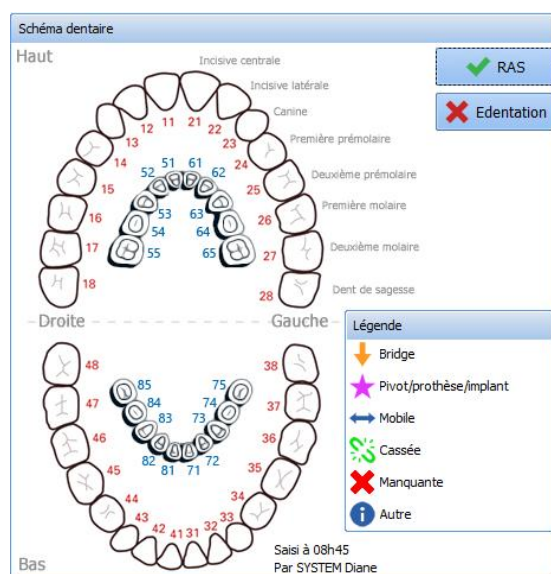 Schéma dentaire
Haut
RAS
Edentation
Incisive centrale
Incisive latérale
Canine
Première prémolaire
Deuxième prémolaire
Première molaire
Deuxième molaire
Dent de sagesse
11 21
12 22
13 23
14 24
15 25
16 26
17 27
18 28
51 61
52 62
53 63
54 64
55 65
Droite
Gauche
48 38
47 37
46 36
45 35
44 34
43 33
42 41 31 32
85 75
84 74
83 73
82 81 71 72
Bas
Légende
Bridge
Pivot/prothèse/implant
Mobile
Cassée
Manquante
Autre
Saisi à 08h45
Par SYSTEM Diane